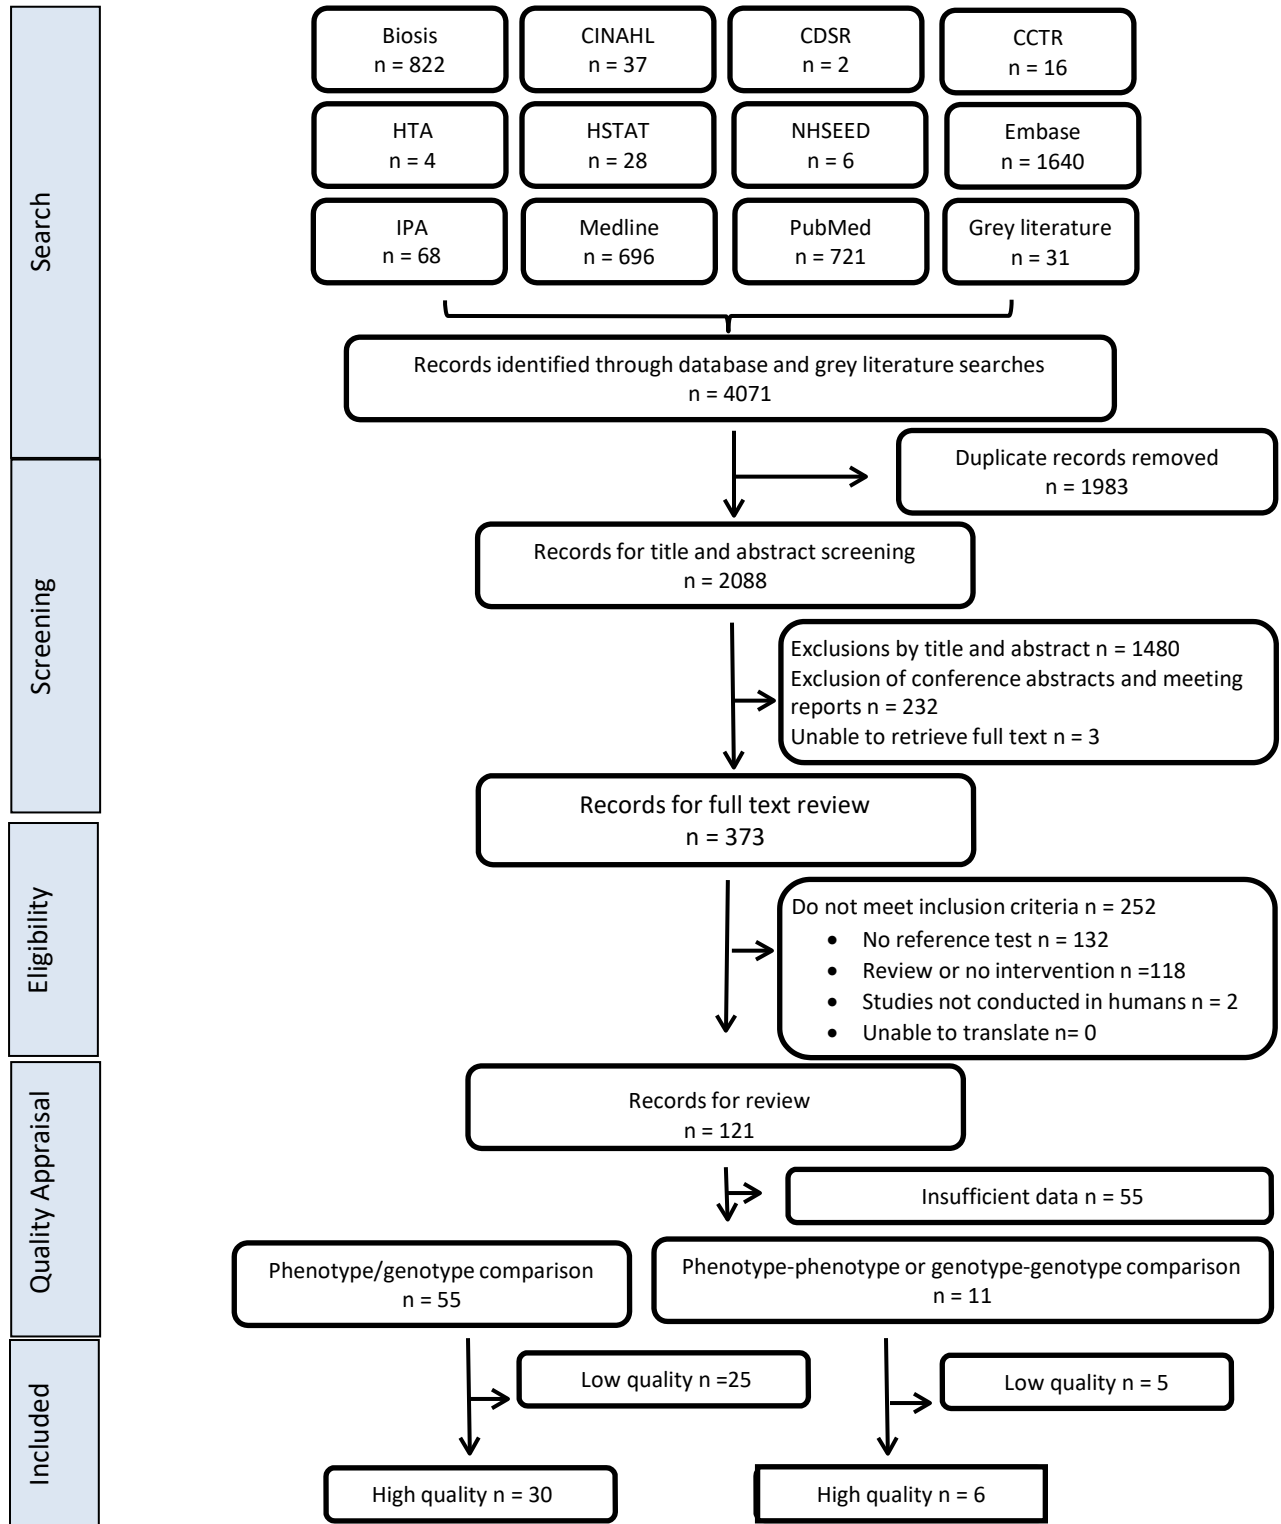 Search
Biosis
n = 822
CINAHL
n = 37
CDSR
n = 2
CCTR
n = 16
HTA
n = 4
HSTAT
n = 28
NHSEED
n = 6
Embase
n = 1640
IPA
n = 68
Medline
n = 696
PubMed
n = 721
Grey literature
n = 31
Records identified through database and grey literature searches
n = 4071
Duplicate records removed
n = 1983
Screening
Records for title and abstract screening
n = 2088
Exclusions by title and abstract n = 1480
Exclusion of conference abstracts and meeting
reports n = 232
Unable to retrieve full text n = 3
Records for full text review
n = 373
Eligibility
Do not meet inclusion criteria n = 252
• No reference test n = 132
• Review or no intervention n =118
• Studies not conducted in humans n = 2
• Unable to translate n= 0
Quality Appraisal
Records for review
n = 121
Insufficient data n = 55
Phenotype/genotype comparison
n = 55
Phenotype-phenotype or genotype-genotype comparison
n = 11
Included
Low quality n =25
Low quality n = 5
High quality n = 30
High quality n = 6